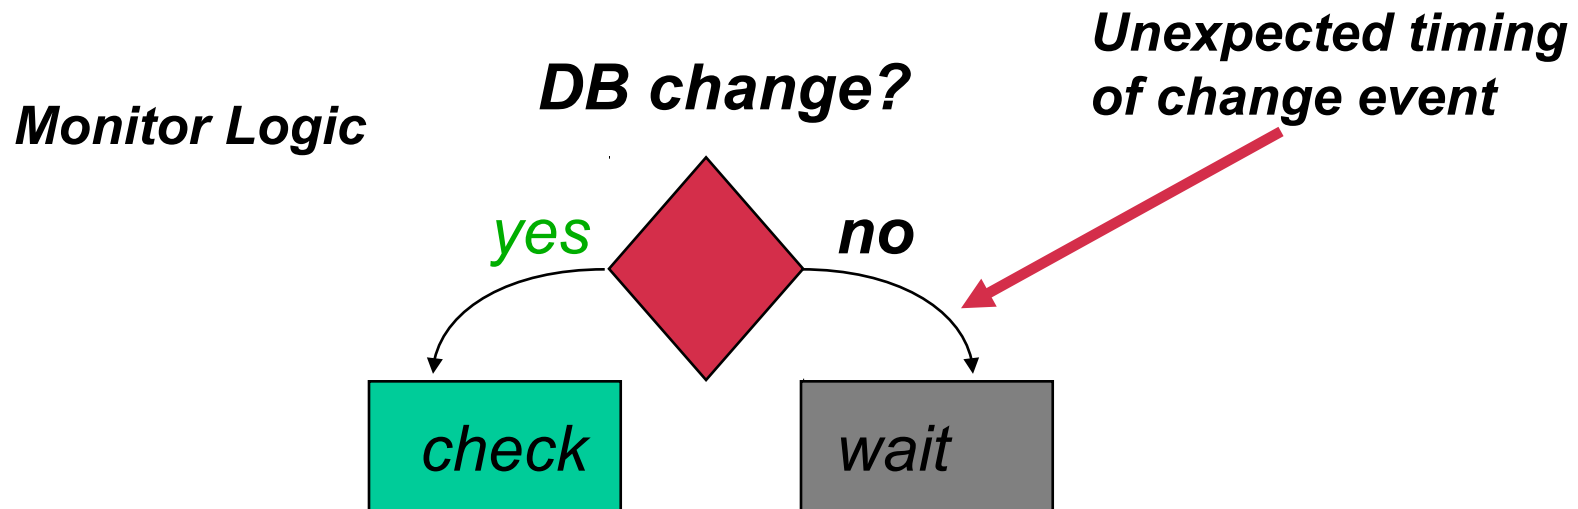 Unexpected timing
of change event
DB change?
Monitor Logic
yes
no
check
wait